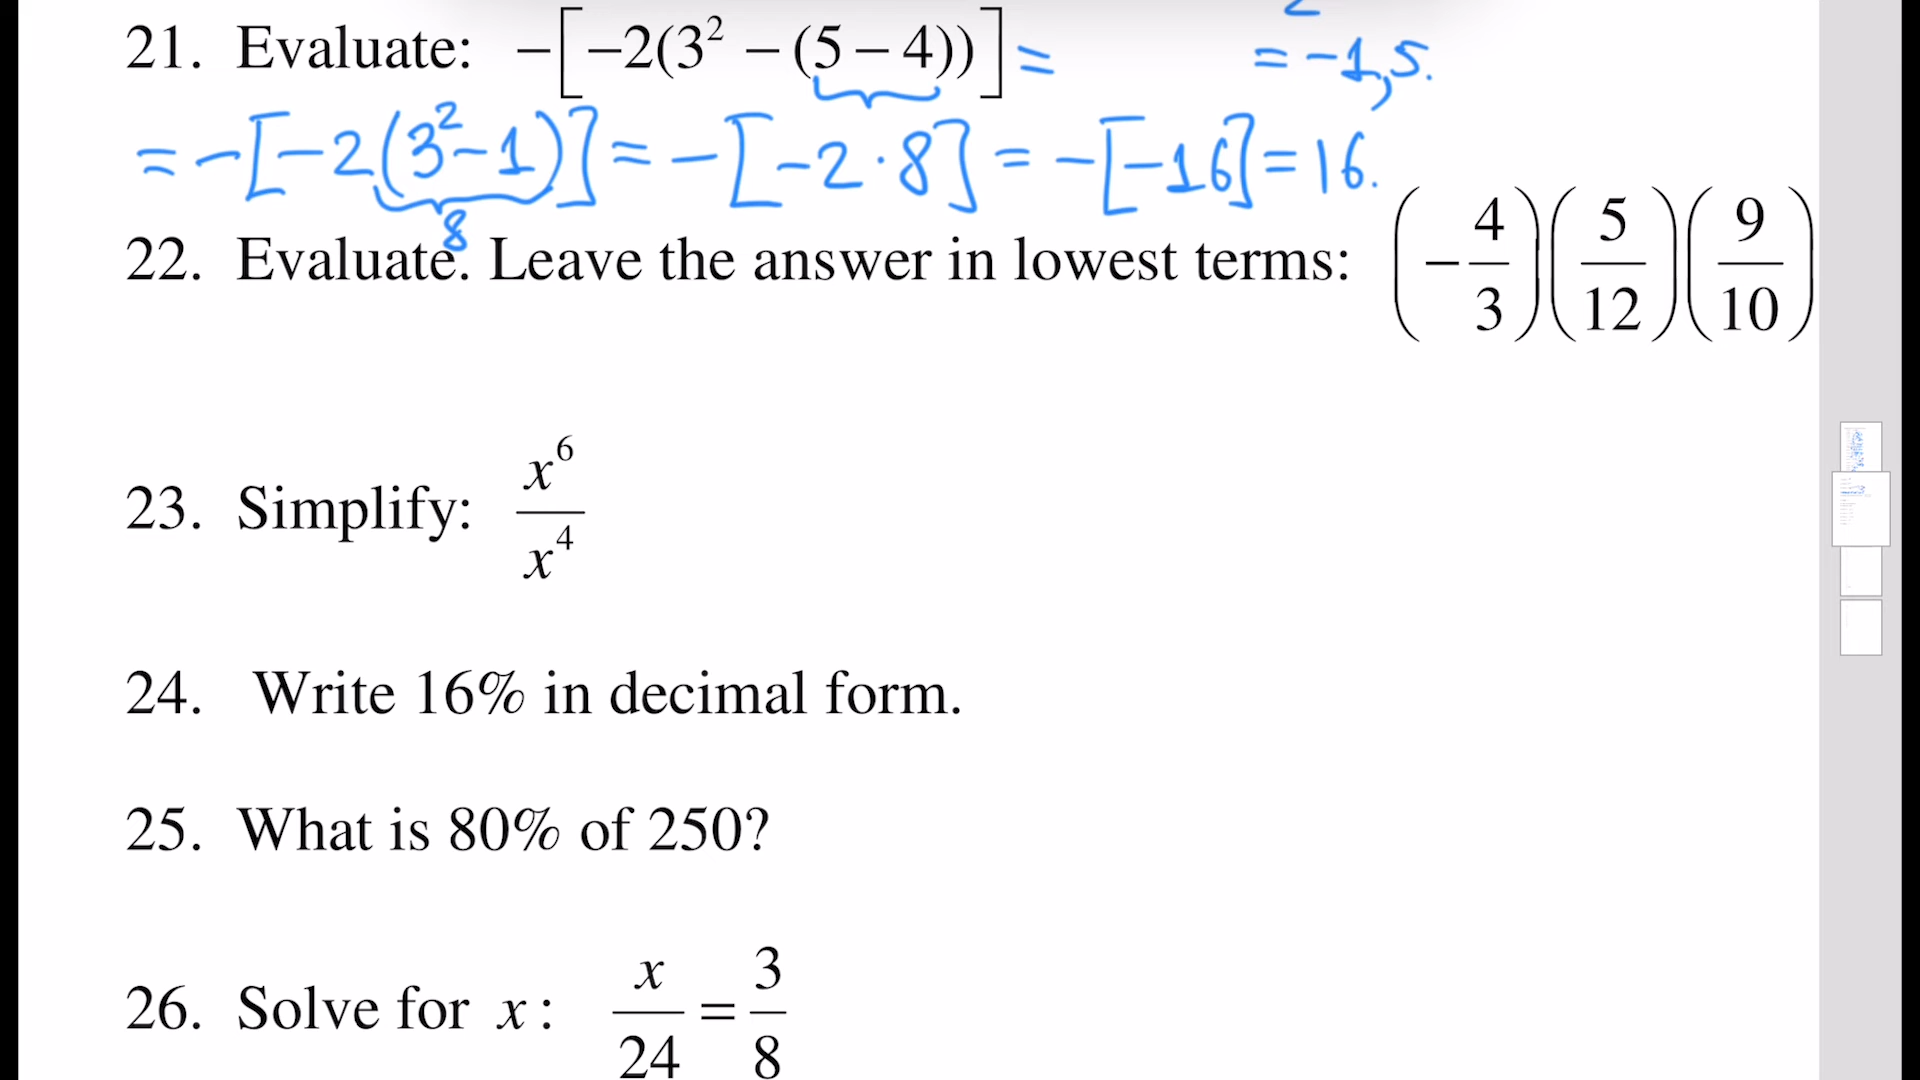 21. Evaluate: −[−2(3² − (5 − 4))] =
= −1,5.
= −[−2(3² − 1)] = −[−2 · 8] = −[−16] = 16.
8
22. Evaluate. Leave the answer in lowest terms: (−4/3)(5/12)(9/10)
23. Simplify: x⁶/x⁴
24. Write 16% in decimal form.
25. What is 80% of 250?
26. Solve for x: x/24 = 3/8